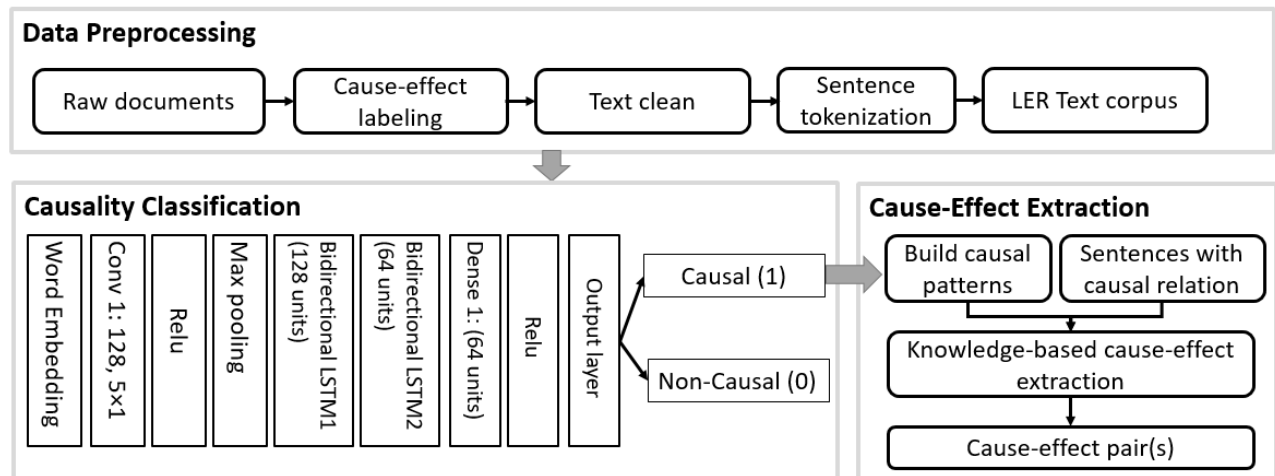 Data Preprocessing
Raw documents
Cause-effect
labeling
Text clean
Sentence
tokenization
LER Text corpus
Causality Classification
Word Embedding
Conv 1: 128, 5×1
Relu
Max pooling
Bidirectional LSTM1
(128 units)
Bidirectional LSTM2
(64 units)
Dense 1: (64 units)
Relu
Output layer
Causal (1)
Non-Causal (0)
Cause-Effect Extraction
Build causal
patterns
Sentences with
causal relation
Knowledge-based cause-effect
extraction
Cause-effect pair(s)